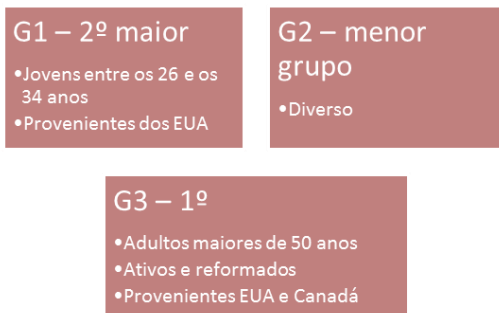 G1 – 2º maior
•Jovens entre os 26 e os
34 anos
•Provenientes dos EUA
G2 – menor
grupo
•Diverso
G3 – 1º
•Adultos maiores de 50 anos
•Ativos e reformados
•Provenientes EUA e Canadá